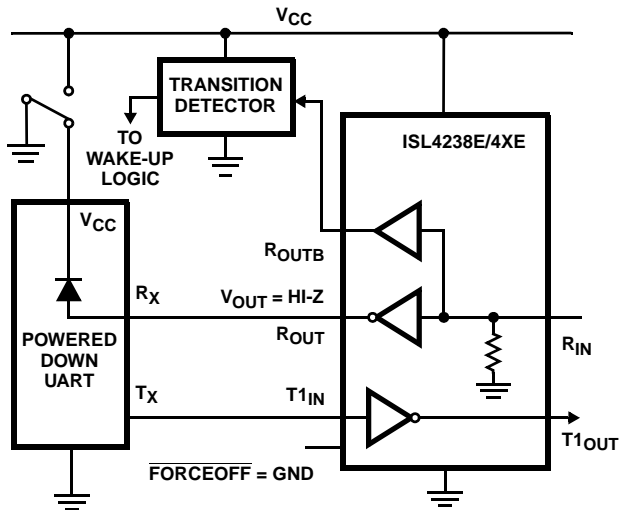 VCC
TRANSITION
DETECTOR
TO
WAKE-UP
LOGIC
ISL4238E/4XE
VCC
ROUTB
RX
VOUT = HI-Z
ROUT
RIN
POWERED
DOWN
UART
TX
T1IN
T1OUT
FORCEOFF = GND